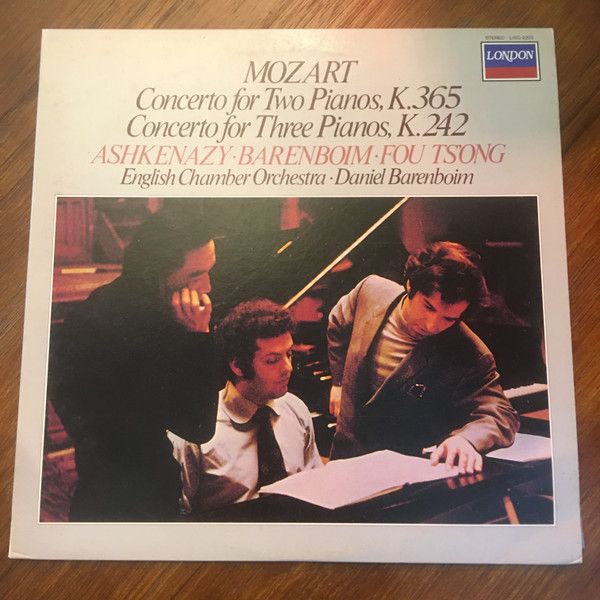 STEREO
LONDON
MOZART
Concerto for Two Pianos, K.365
Concerto for Three Pianos, K.242
ASHKENAZY · BARENBOIM · FOU TS'ONG
English Chamber Orchestra · Daniel Barenboim